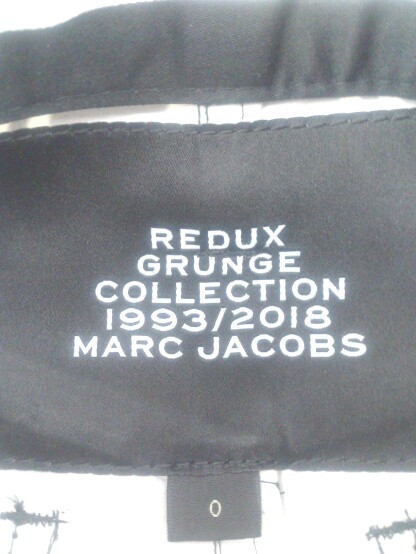 REDUX
GRUNGE
COLLECTION
1993/2018
MARC JACOBS
0